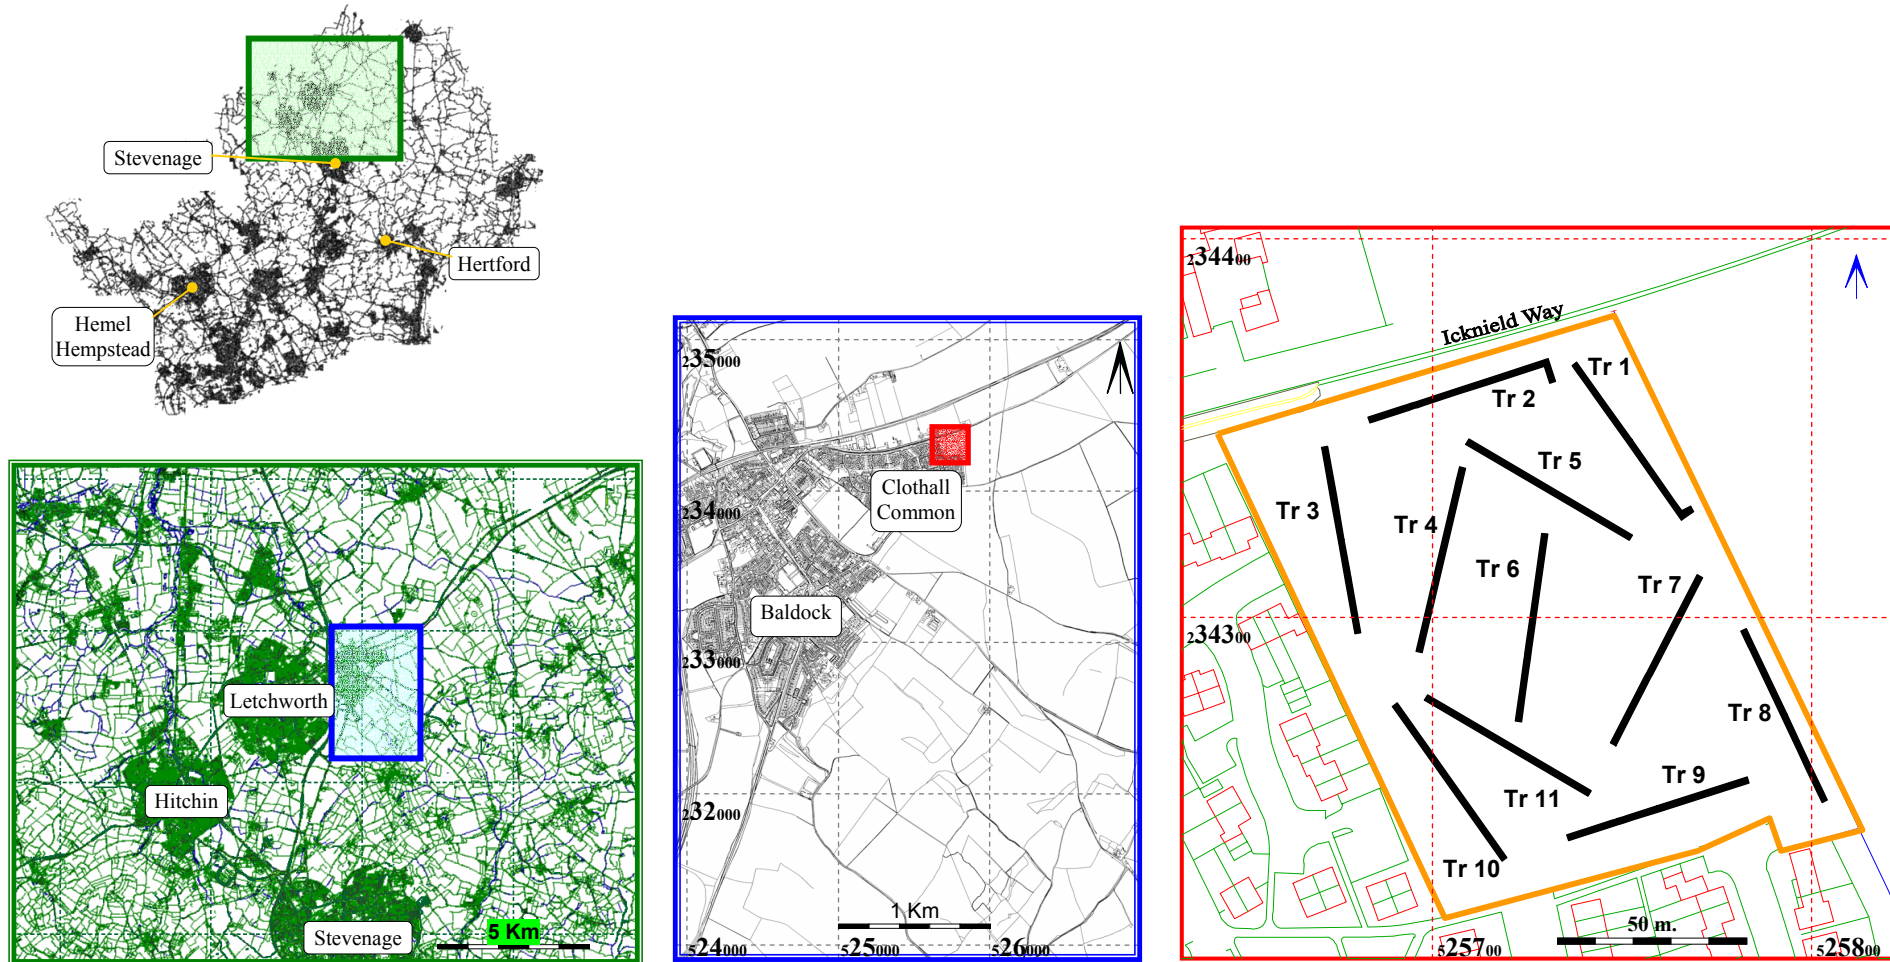 Stevenage
Hertford
Hemel
Hempstead
Letchworth
Hitchin
Stevenage
5 Km
235000
234000
233000
232000
Clothall
Common
Baldock
1 Km
524000
525000
526000
234400
Icknield Way
Tr 1
Tr 2
Tr 5
Tr 3
Tr 4
Tr 6
Tr 7
234300
Tr 8
Tr 9
Tr 11
Tr 10
50 m.
525700
525800